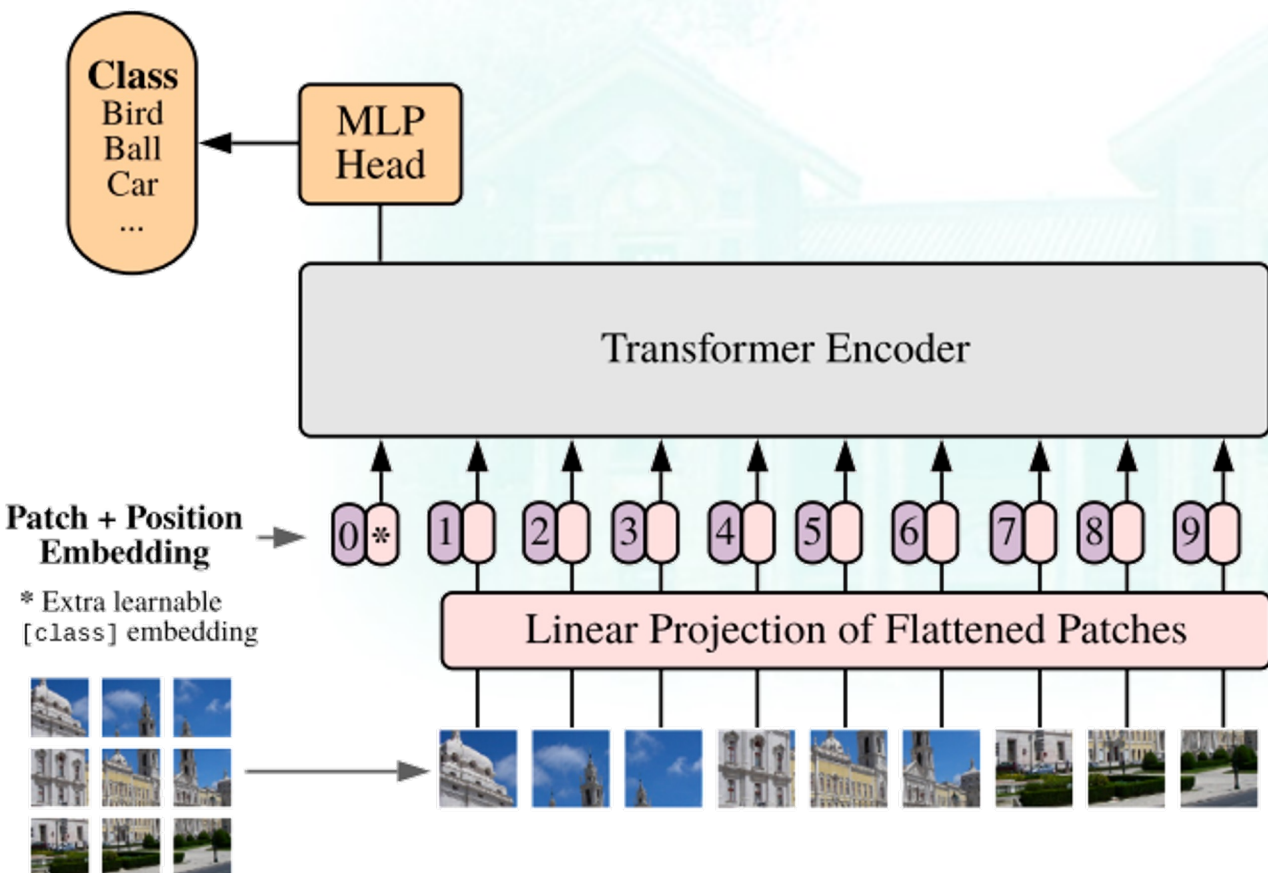 Class
Bird
Ball
Car
...
MLP
Head
Transformer Encoder
Patch + Position
Embedding
0 * 1 2 3 4 5 6 7 8 9
* Extra learnable
[class] embedding
Linear Projection of Flattened Patches